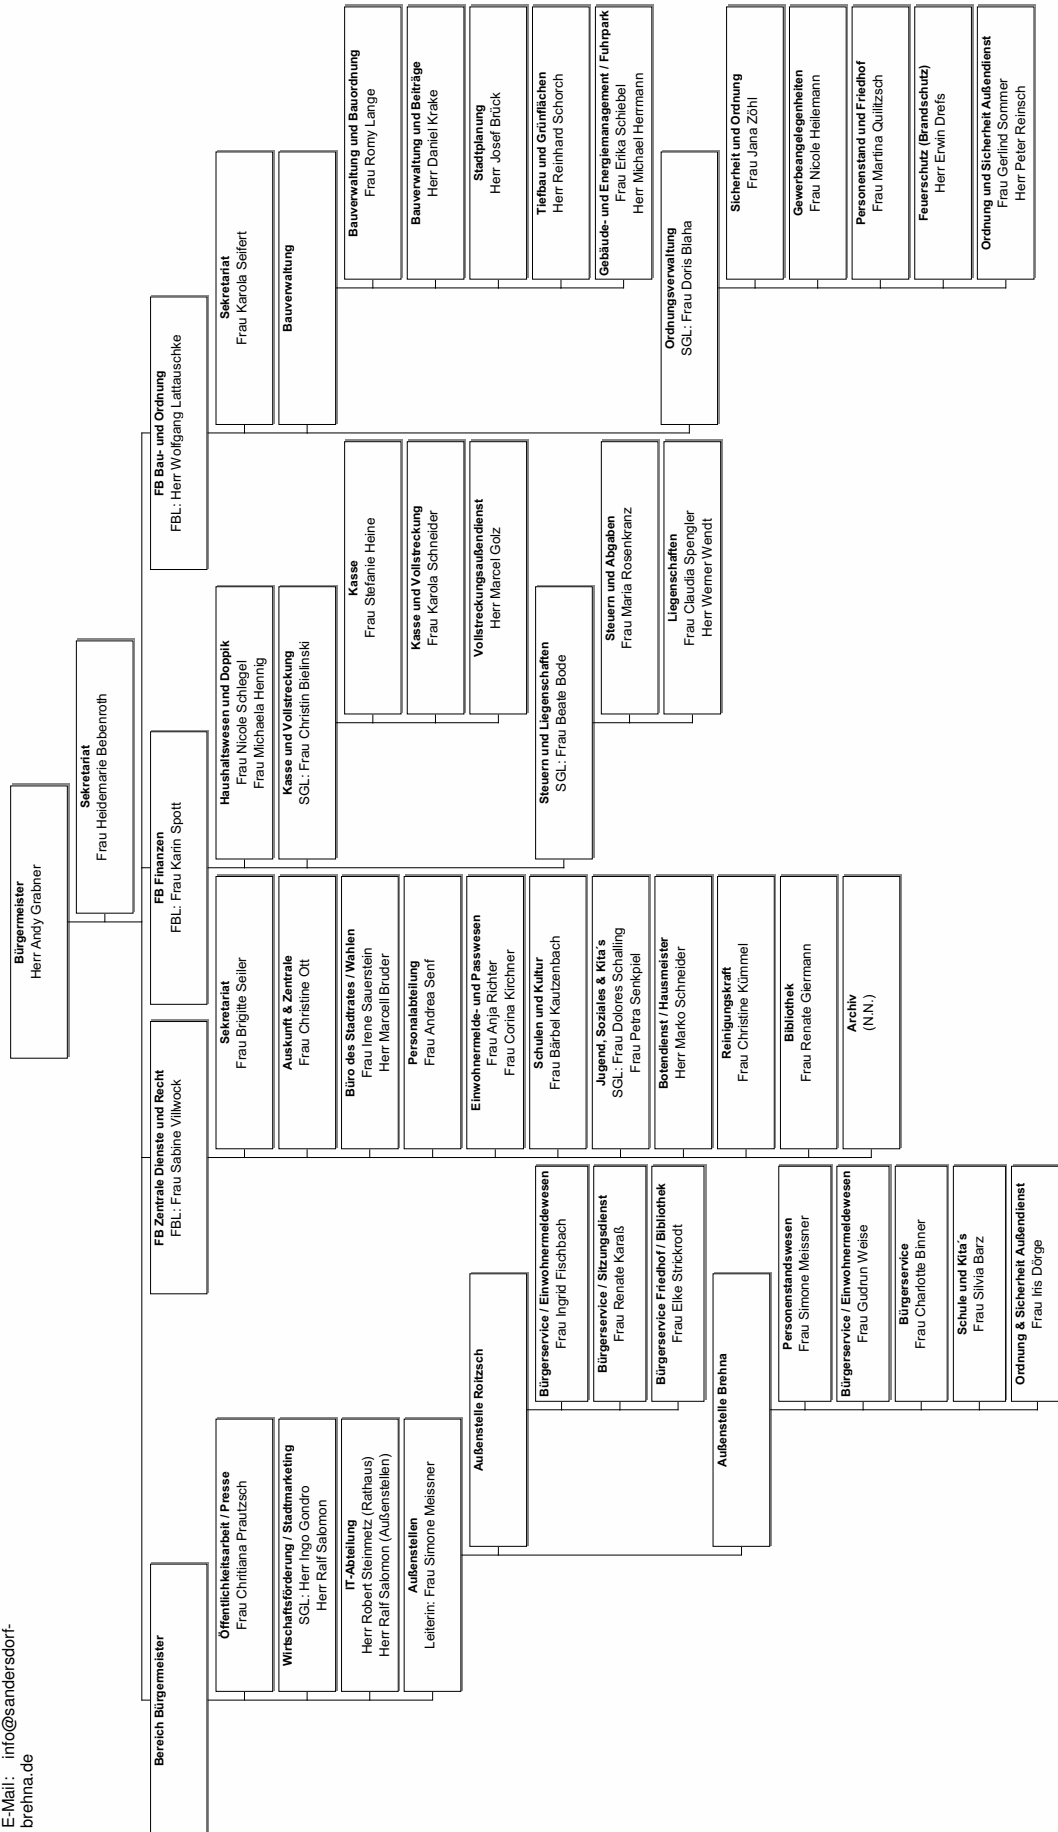 E-Mail: info@sandersdorf-
brehna.de
Bürgermeister
Herr Andy Grabner
Sekretariat
Frau Heidemarie Bebenroth
Bereich Bürgermeister
Öffentlichkeitsarbeit / Presse
Frau Chritiana Prautzsch
Wirtschaftsförderung / Stadtmarketing
SGL: Herr Ingo Gondro
Herr Ralf Salomon
IT-Abteilung
Herr Robert Steinmetz (Rathaus)
Herr Ralf Salomon (Außenstellen)
Außenstellen
Leiterin: Frau Simone Meissner
Außenstelle Roitzsch
Bürgerservice / Einwohnermeldewesen
Frau Ingrid Fischbach
Bürgerservice / Sitzungsdienst
Frau Renate Karaß
Bürgerservice Friedhof / Bibliothek
Frau Elke Strickrodt
Außenstelle Brehna
Personenstandswesen
Frau Simone Meissner
Bürgerservice / Einwohnermeldewesen
Frau Gudrun Weise
Bürgerservice
Frau Charlotte Binner
Schule und Kita´s
Frau Silvia Barz
Ordnung & Sicherheit Außendienst
Frau Iris Dörge
FB Zentrale Dienste und Recht
FBL: Frau Sabine Villwock
Sekretariat
Frau Brigitte Seiler
Auskunft & Zentrale
Frau Christine Ott
Büro des Stadtrates / Wahlen
Frau Irene Sauerstein
Herr Marcell Bruder
Personalabteilung
Frau Andrea Senf
Einwohnermelde- und Passwesen
Frau Anja Richter
Frau Corina Kirchner
Schulen und Kultur
Frau Bärbel Kautzenbach
Jugend, Soziales & Kita´s
SGL: Frau Dolores Schalling
Frau Petra Senkpiel
Botendienst / Hausmeister
Herr Marko Schneider
Reinigungskraft
Frau Christine Kümmel
Bibliothek
Frau Renate Giermann
Archiv
(N.N.)
FB Finanzen
FBL: Frau Karin Spott
Haushaltswesen und Doppik
Frau Nicole Schlegel
Frau Michaela Hennig
Kasse und Vollstreckung
SGL: Frau Christin Bielinski
Kasse
Frau Stefanie Heine
Kasse und Vollstreckung
Frau Karola Schneider
Vollstreckungsaußendienst
Herr Marcel Golz
Steuern und Liegenschaften
SGL: Frau Beate Bode
Steuern und Abgaben
Frau Maria Rosenkranz
Liegenschaften
Frau Claudia Spengler
Herr Werner Wendt
FB Bau- und Ordnung
FBL: Herr Wolfgang Lattauschke
Sekretariat
Frau Karola Seifert
Bauverwaltung
Bauverwaltung und Bauordnung
Frau Romy Lange
Bauverwaltung und Beiträge
Herr Daniel Krake
Stadtplanung
Herr Josef Brück
Tiefbau und Grünflächen
Herr Reinhard Schorch
Gebäude- und Energiemanagement / Fuhrpark
Frau Erika Schiebel
Herr Michael Herrmann
Ordnungsverwaltung
SGL: Frau Doris Blaha
Sicherheit und Ordnung
Frau Jana Zöhl
Gewerbeangelegenheiten
Frau Nicole Heilemann
Personenstand und Friedhof
Frau Martina Quilitzsch
Feuerschutz (Brandschutz)
Herr Erwin Drefs
Ordnung und Sicherheit Außendienst
Frau Gerlind Sommer
Herr Peter Reinsch